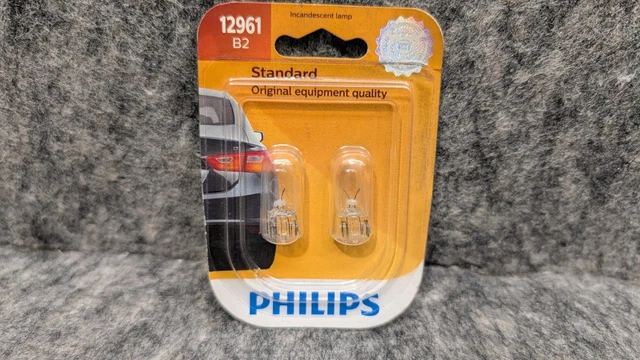 12961
B2
Incandescent lamp
Standard
Original equipment quality
PHILIPS